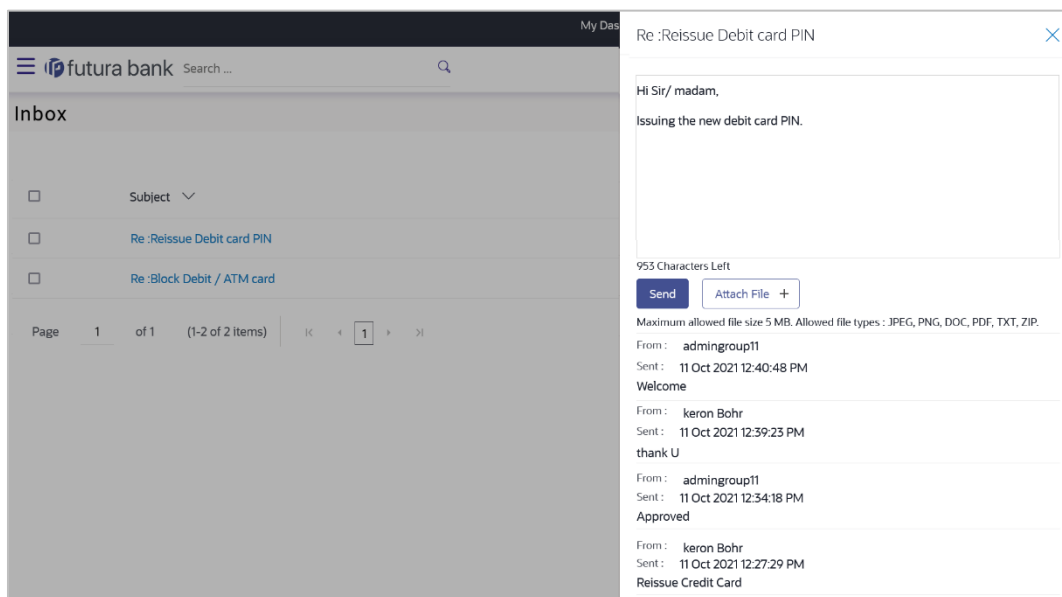 My Das
futura bank Search ...
Inbox
Subject
Re :Reissue Debit card PIN
Re :Block Debit / ATM card
Page 1 of 1 (1-2 of 2 items) 1
Re :Reissue Debit card PIN
Hi Sir/ madam,
Issuing the new debit card PIN.
953 Characters Left
Send Attach File +
Maximum allowed file size 5 MB. Allowed file types : JPEG, PNG, DOC, PDF, TXT, ZIP.
From : admingroup11
Sent : 11 Oct 2021 12:40:48 PM
Welcome
From : keron Bohr
Sent : 11 Oct 2021 12:39:23 PM
thank U
From : admingroup11
Sent : 11 Oct 2021 12:34:18 PM
Approved
From : keron Bohr
Sent : 11 Oct 2021 12:27:29 PM
Reissue Credit Card